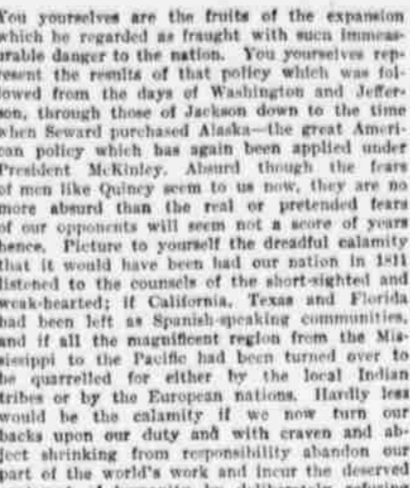 You yourselves are the fruits of the expansion
which he regarded as fraught with such immeas-
urable danger to the nation. You yourselves rep-
resent the results of that policy which was fol-
lowed from the days of Washington and Jeffer-
son, through those of Jackson down to the time
when Seward purchased Alaska—the great Ameri-
can policy which has again been applied under
President McKinley. Absurd though the fears
of men like Quincy seem to us now, they are no
more absurd than the real or pretended fears
of our opponents will seem not a score of years
hence. Picture to yourself the dreadful calamity
that it would have been had our nation in 1811
listened to the counsels of the short-sighted and
weak-hearted; if California, Texas and Florida
had been left as Spanish-speaking communities,
and if all the magnificent region from the Mis-
sissippi to the Pacific had been turned over to
be quarrelled for either by the local Indian
tribes or by the European nations. Hardly less
would be the calamity if we now turn our
backs upon our duty and with craven and ab-
ject shrinking from responsibility abandon our
part of the world's work and incur the deserved